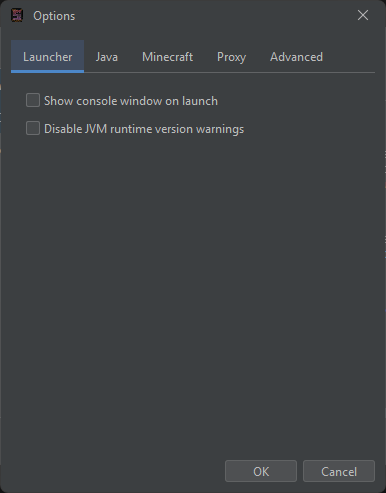 Options
Launcher Java Minecraft Proxy Advanced
Show console window on launch
Disable JVM runtime version warnings
OK Cancel